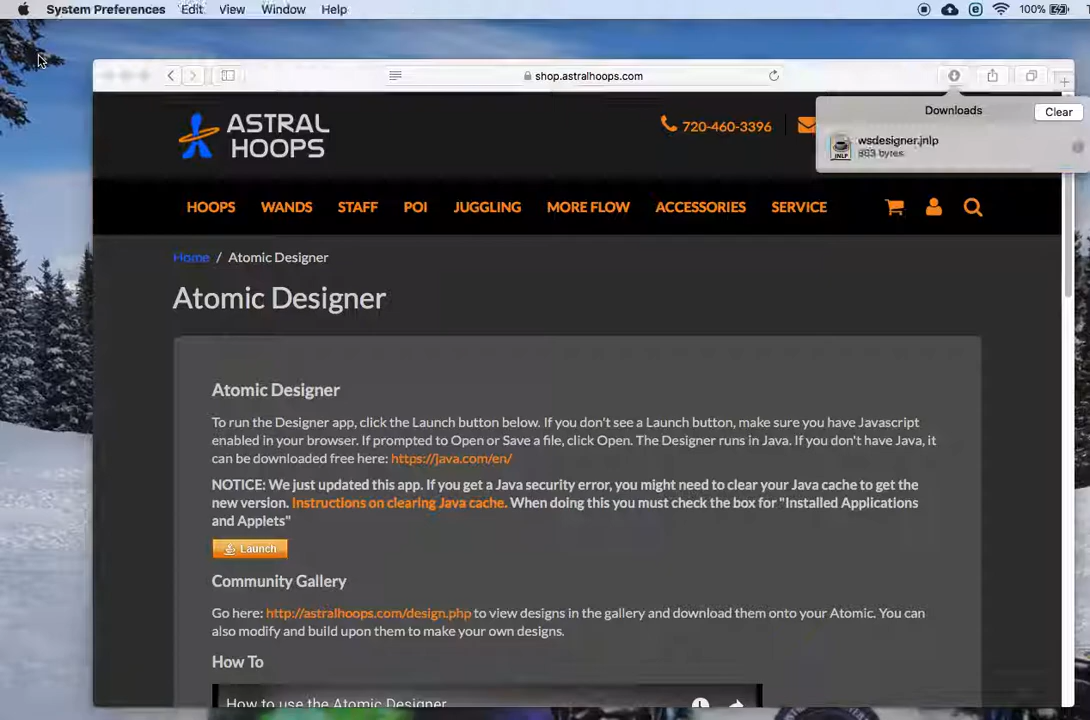 System Preferences Edit View Window Help 100%
shop.astralhoops.com
Downloads Clear
wsdesigner.jnlp
JNLP
bytes
ASTRAL
HOOPS
720-460-3396
HOOPS WANDS STAFF POI JUGGLING MORE FLOW ACCESSORIES SERVICE
Home / Atomic Designer
Atomic Designer
Atomic Designer
To run the Designer app, click the Launch button below. If you don't see a Launch button, make sure you have Javascript
enabled in your browser. If prompted to Open or Save a file, click Open. The Designer runs in Java. If you don't have Java, it
can be downloaded free here: https://java.com/en/
NOTICE: We just updated this app. If you get a Java security error, you might need to clear your Java cache to get the
new version. Instructions on clearing Java cache. When doing this you must check the box for "Installed Applications
and Applets"
Launch
Community Gallery
Go here: http://astralhoops.com/design.php to view designs in the gallery and download them onto your Atomic. You can
also modify and build upon them to make your own designs.
How To
How to use the Atomic Designer